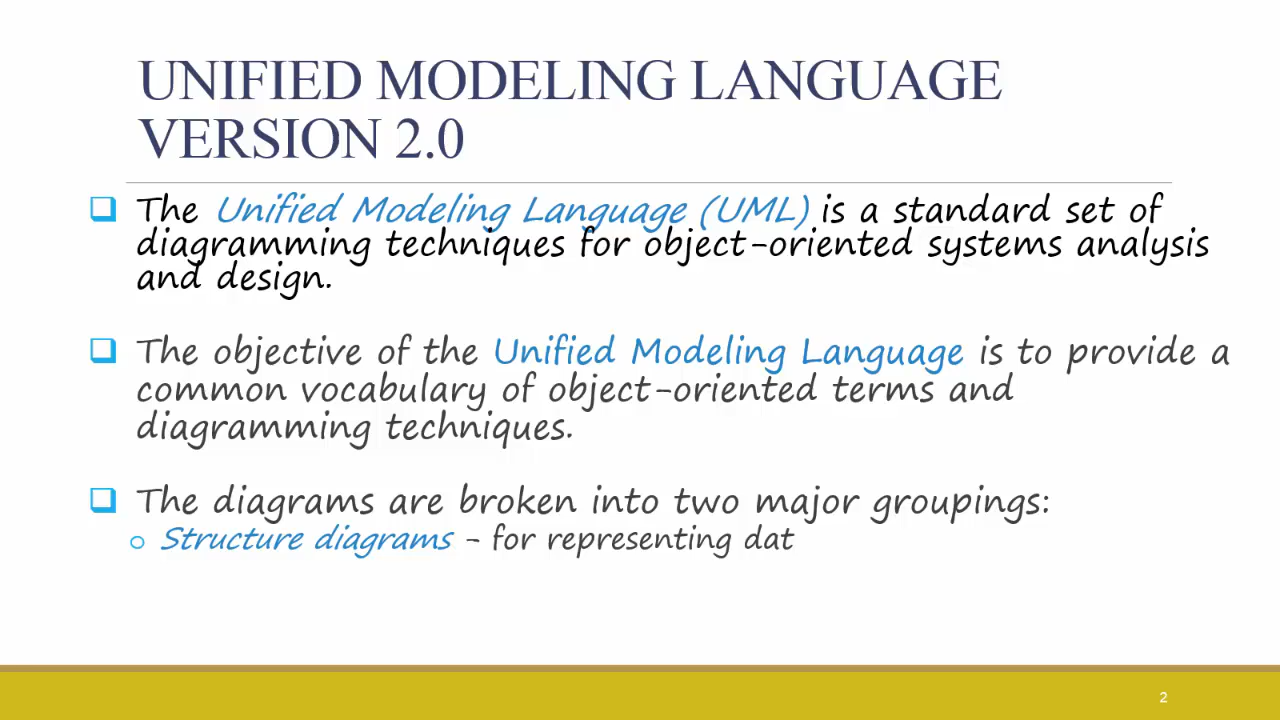 UNIFIED MODELING LANGUAGE
VERSION 2.0
The Unified Modeling Language (UML) is a standard set of
diagramming techniques for object-oriented systems analysis
and design.
The objective of the Unified Modeling Language is to provide a
common vocabulary of object-oriented terms and
diagramming techniques.
The diagrams are broken into two major groupings:
Structure diagrams - for representing dat
2